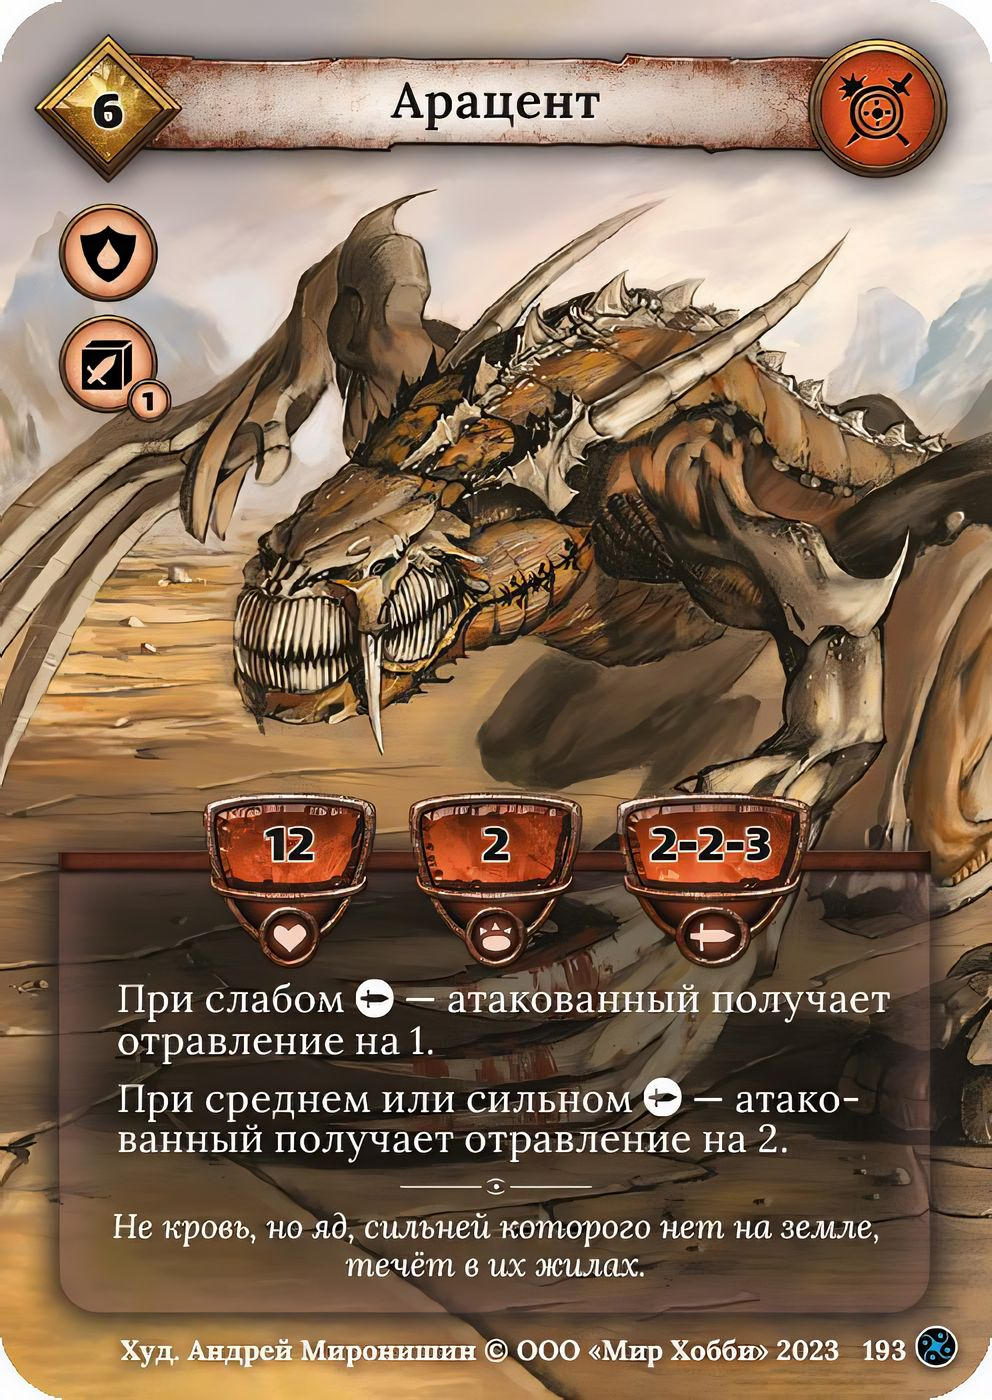 6
Арацент
1
12
2
2-2-3
При слабом — атакованный получает
отравление на 1.
При среднем или сильном — атако-
ванный получает отравление на 2.
Не кровь, но яд, сильней которого нет на земле,
течёт в их жилах.
Худ. Андрей Миронишин © ООО «Мир Хобби» 2023 193